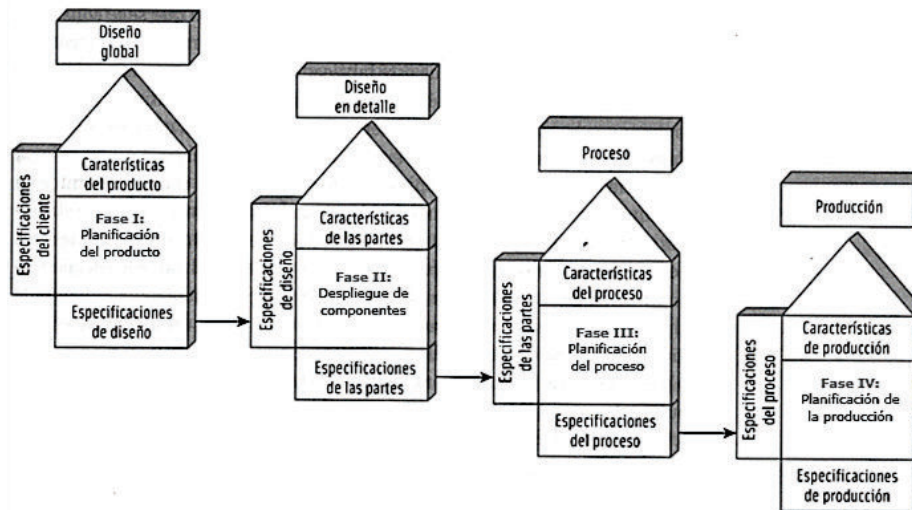 Diseño
global
Especificaciones
del cliente
Caraterísticas
del producto
Fase I:
Planificación
del producto
Especificaciones
de diseño
Diseño
en detalle
Especificaciones
de diseño
Características
de las partes
Fase II:
Despliegue de
componentes
Especificaciones
de las partes
Proceso
Especificaciones
de las partes
Características
del proceso
Fase III:
Planificación
del proceso
Especificaciones
del proceso
Producción
Especificaciones
del proceso
Características
de producción
Fase IV:
Planificación de
la producción
Especificaciones
de producción